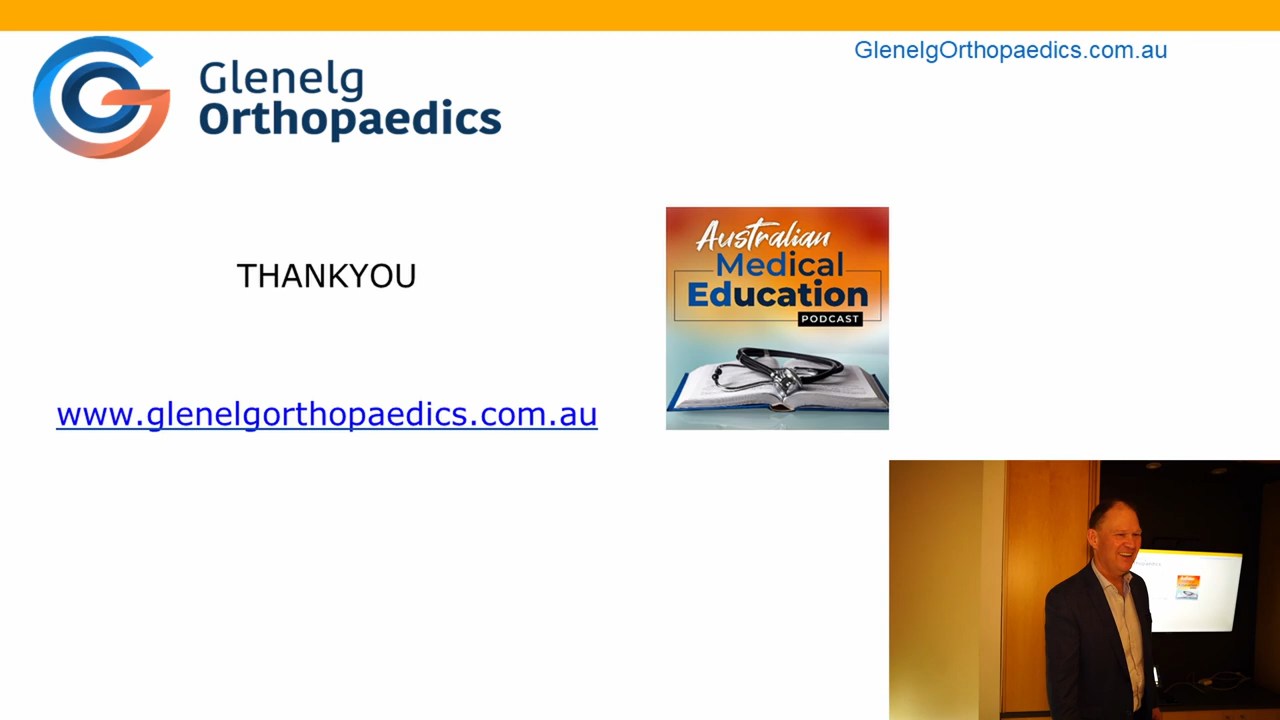 GlenelgOrthopaedics.com.au
Glenelg
Orthopaedics
THANKYOU
Australian
Medical
Education
PODCAST
www.glenelgorthopaedics.com.au